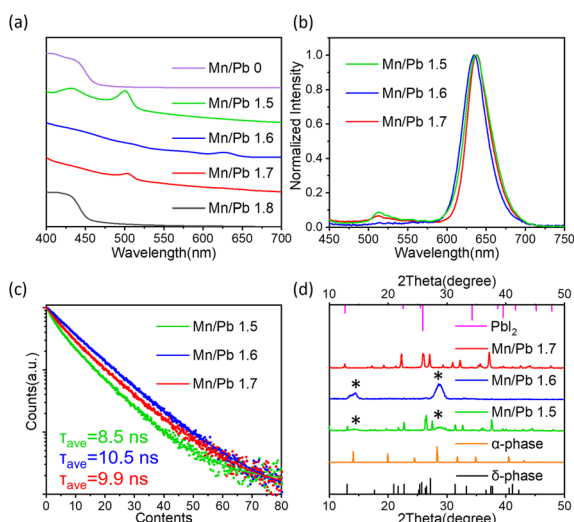 (a)
Mn/Pb 0
Mn/Pb 1.5
Mn/Pb 1.6
Mn/Pb 1.7
Mn/Pb 1.8
400 450 500 550 600 650 700
Wavelength(nm)
(b)
Normalized Intensity
1.0
0.8
0.6
0.4
0.2
0.0
Mn/Pb 1.5
Mn/Pb 1.6
Mn/Pb 1.7
450 500 550 600 650 700 750
Wavelength(nm)
(c)
Counts(a.u.)
Mn/Pb 1.5
Mn/Pb 1.6
Mn/Pb 1.7
τave=8.5 ns
τave=10.5 ns
τave=9.9 ns
0 10 20 30 40 50 60 70 80
Contents
(d)
2Theta(degree)
10 20 30 40 50
PbI2
Mn/Pb 1.7
* * Mn/Pb 1.6
* * Mn/Pb 1.5
α-phase
δ-phase
10 20 30 40 50
Theta(degree)